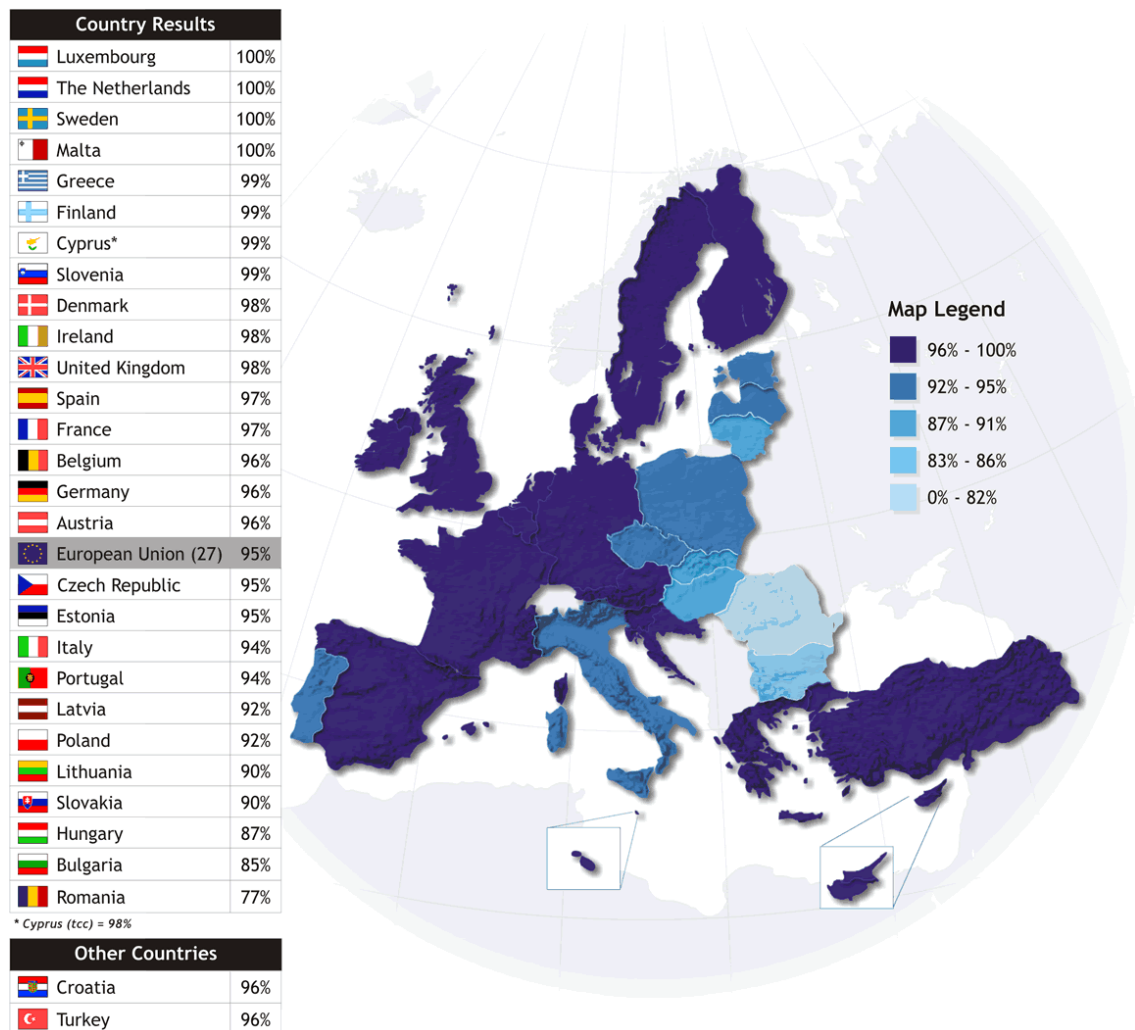 Country Results
Luxembourg 100%
The Netherlands 100%
Sweden 100%
Malta 100%
Greece 99%
Finland 99%
Cyprus* 99%
Slovenia 99%
Denmark 98%
Ireland 98%
United Kingdom 98%
Spain 97%
France 97%
Belgium 96%
Germany 96%
Austria 96%
European Union (27) 95%
Czech Republic 95%
Estonia 95%
Italy 94%
Portugal 94%
Latvia 92%
Poland 92%
Lithuania 90%
Slovakia 90%
Hungary 87%
Bulgaria 85%
Romania 77%
* Cyprus (tcc) = 98%
Other Countries
Croatia 96%
Turkey 96%
Map Legend
96% - 100%
92% - 95%
87% - 91%
83% - 86%
0% - 82%